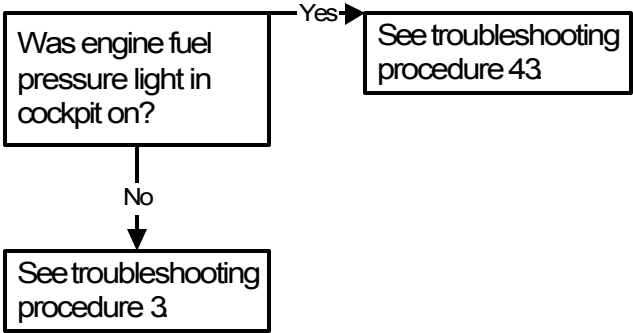 Was engine fuel
pressure light in
cockpit on?
Yes
See troubleshooting
procedure 43.
No
See troubleshooting
procedure 3.